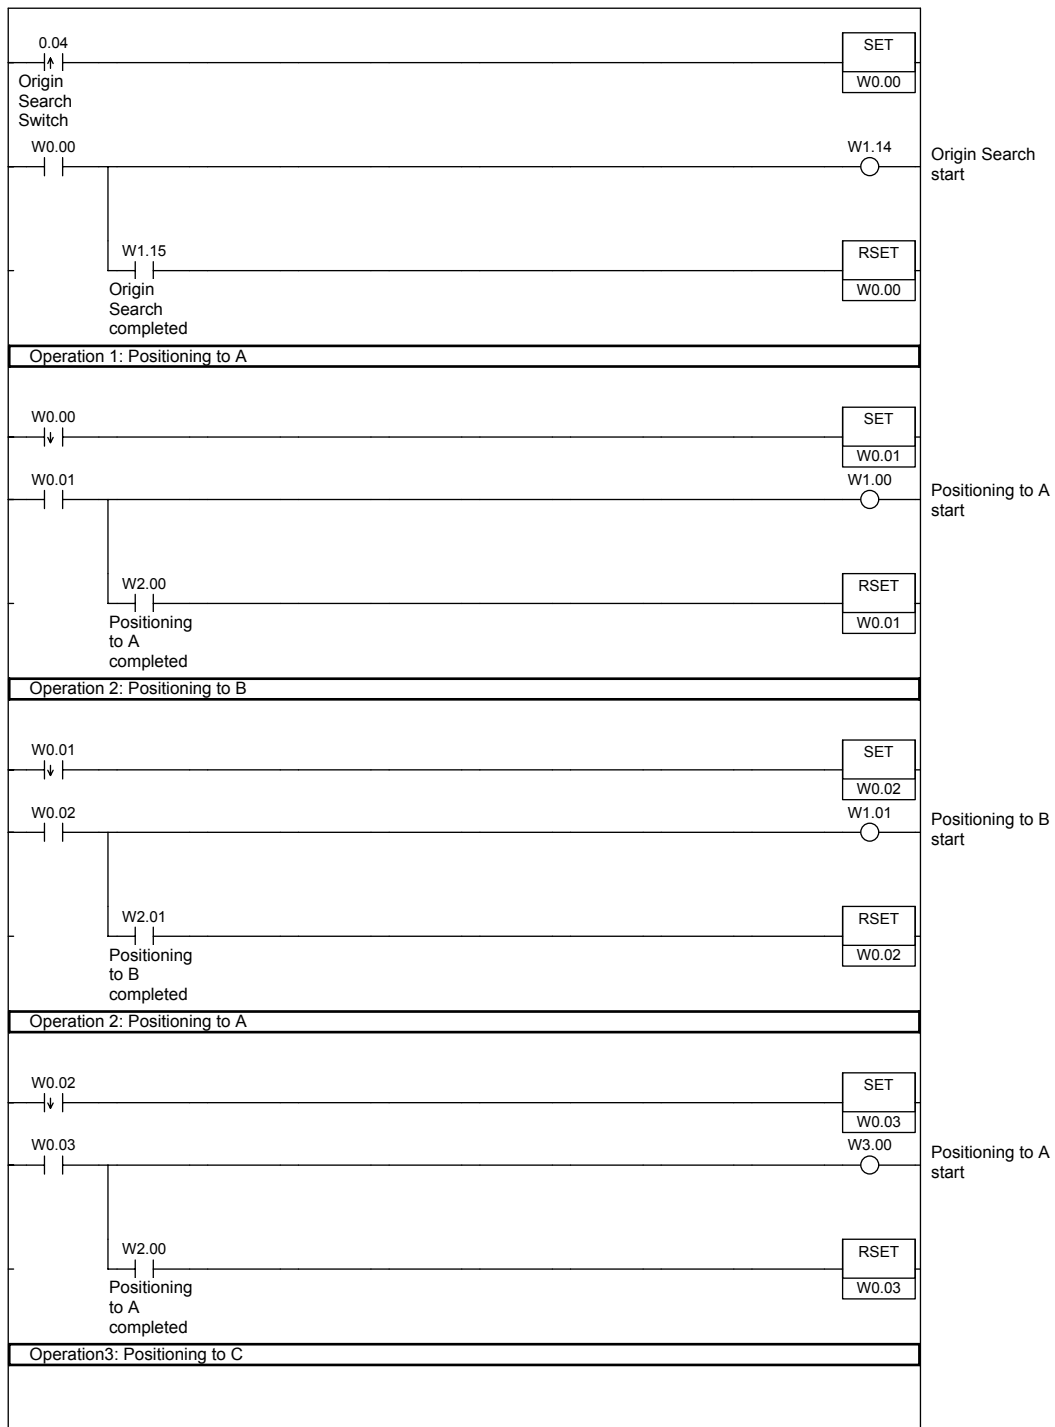 0.04
SET
Origin
Search
Switch
W0.00
W0.00
W1.14
Origin Search
start
W1.15
RSET
Origin
Search
completed
W0.00
Operation 1: Positioning to A
W0.00
SET
W0.01
W0.01
W1.00
Positioning to A
start
W2.00
RSET
Positioning
to A
completed
W0.01
Operation 2: Positioning to B
W0.01
SET
W0.02
W0.02
W1.01
Positioning to B
start
W2.01
RSET
Positioning
to B
completed
W0.02
Operation 2: Positioning to A
W0.02
SET
W0.03
W0.03
W3.00
Positioning to A
start
W2.00
RSET
Positioning
to A
completed
W0.03
Operation3: Positioning to C